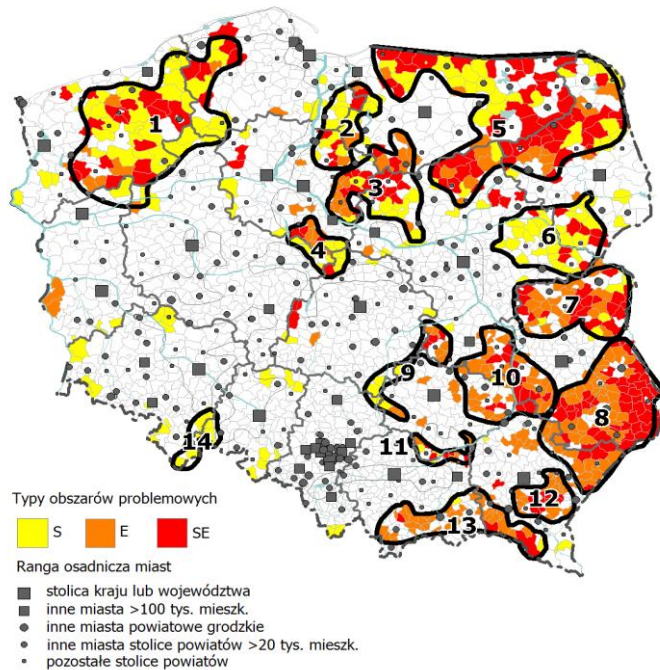 1
2
5
3
4
6
7
9
10
8
11
14
12
13
Typy obszarów problemowych
S E SE
Ranga osadnicza miast
stolica kraju lub województwa
inne miasta >100 tys. mieszk.
inne miasta powiatowe grodzkie
inne miasta stolice powiatów >20 tys. mieszk.
pozostałe stolice powiatów